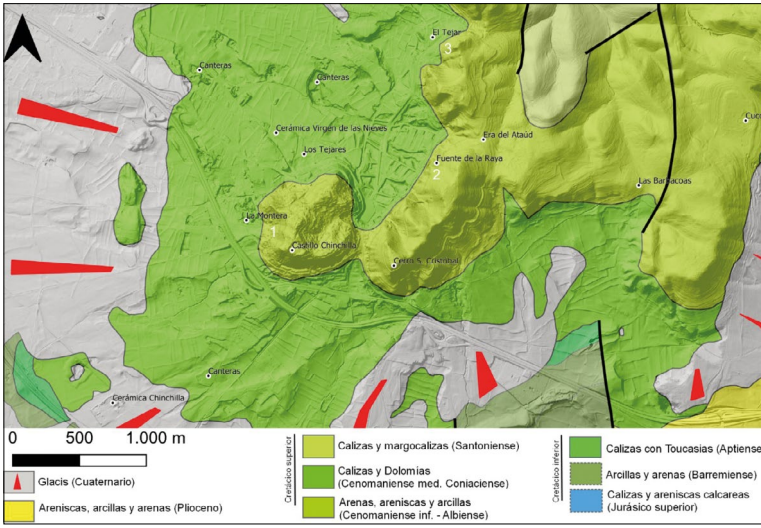 El Tejar
3
Canteras
Canteras
Cerámica Virgen de las Nieves
Los Tejares
Era del Ataúd
Fuente de la Raya
2
Las Barbacoas
La Montera
1
Castillo Chinchilla
Cerro S. Cristobal
Canteras
Cerámica Chinchilla
0 500 1.000 m
Glacis (Cuaternario)
Areniscas, arcillas y arenas (Plioceno)
Cretácico superior
Calizas y margocalizas (Santoniense)
Calizas y Dolomias
(Cenomaniense med. Coniaciense)
Arenas, areniscas y arcillas
(Cenomaniense inf. - Albiense)
Cretácico inferior
Calizas con Toucasias (Aptiense
Arcillas y arenas (Barremiense)
Calizas y areniscas calcareas
(Jurásico superior)